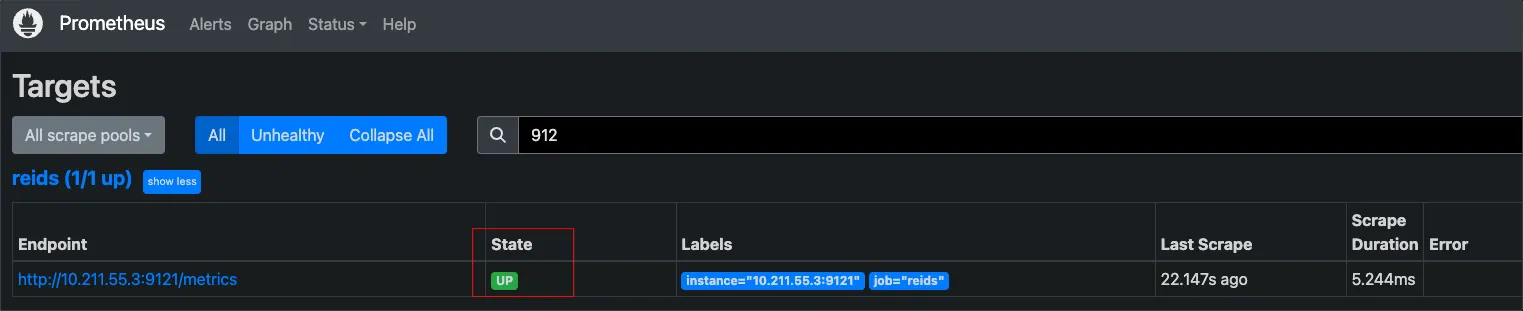 Prometheus Alerts Graph Status Help
Targets
All scrape pools All Unhealthy Collapse All 912
reids (1/1 up) show less
Endpoint State Labels Last Scrape Scrape Duration Error
http://10.211.55.3:9121/metrics UP instance="10.211.55.3:9121" job="reids" 22.147s ago 5.244ms